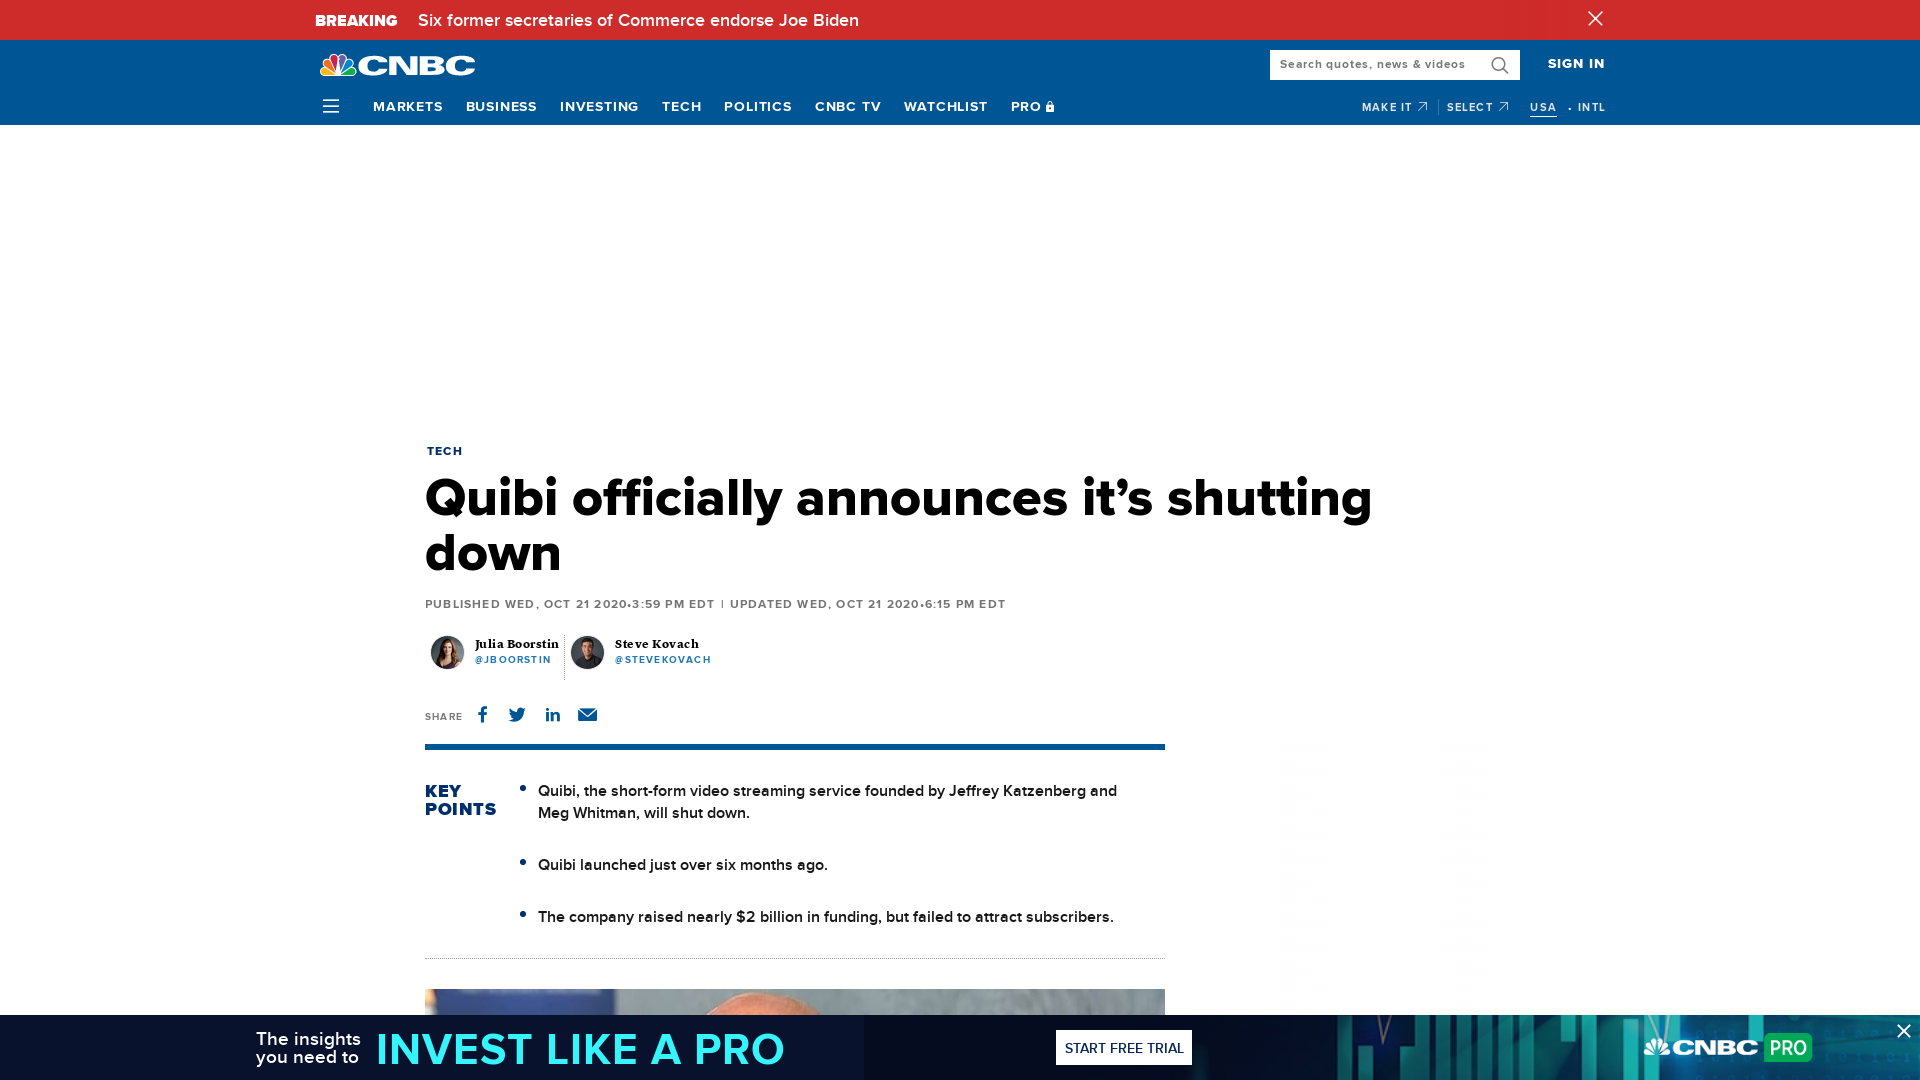 BREAKING Six former secretaries of Commerce endorse Joe Biden
CNBC
Search quotes, news & videos
SIGN IN
MARKETS BUSINESS INVESTING TECH POLITICS CNBC TV WATCHLIST PRO
MAKE IT SELECT USA • INTL
TECH
Quibi officially announces it’s shutting
down
PUBLISHED WED, OCT 21 2020•3:59 PM EDT | UPDATED WED, OCT 21 2020•6:15 PM EDT
Julia Boorstin
@JBOORSTIN
Steve Kovach
@STEVEKOVACH
SHARE
KEY
POINTS
• Quibi, the short-form video streaming service founded by Jeffrey Katzenberg and
Meg Whitman, will shut down.
• Quibi launched just over six months ago.
• The company raised nearly $2 billion in funding, but failed to attract subscribers.
The insights
you need to
INVEST LIKE A PRO
START FREE TRIAL
CNBC PRO